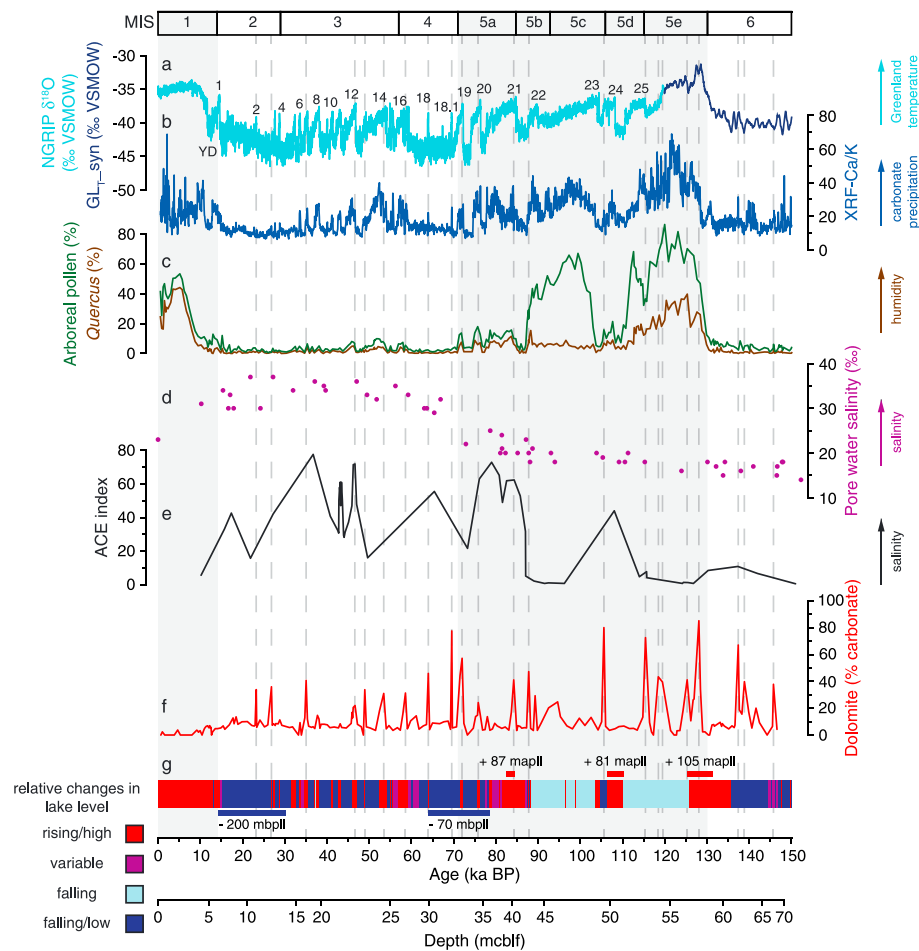 MIS 1 2 3 4 5a 5b 5c 5d 5e 6
a
-30
-35
-40
-45
-50
NGRIP δ¹⁸O
(‰ VSMOW)
GL_T_syn (‰ VSMOW)
1 2 4 6 8 10 12 14 16 18 18.1 19 20 21 22 23 24 25
YD
Greenland
temperature
b
80
60
40
20
0
XRF-Ca/K
carbonate
precipitation
c
80
60
40
20
0
Arboreal pollen (%)
Quercus (%)
humidity
d
40
30
20
10
Pore water salinity (‰)
salinity
e
80
60
40
20
0
ACE index
salinity
f
100
80
60
40
20
0
Dolomite (% carbonate)
g
+ 87 mapll + 81 mapll + 105 mapll
relative changes in
lake level
- 200 mbpll - 70 mbpll
rising/high
variable
falling
falling/low
0 10 20 30 40 50 60 70 80 90 100 110 120 130 140 150
Age (ka BP)
0 5 10 15 20 25 30 35 40 45 50 55 60 65 70
Depth (mcblf)